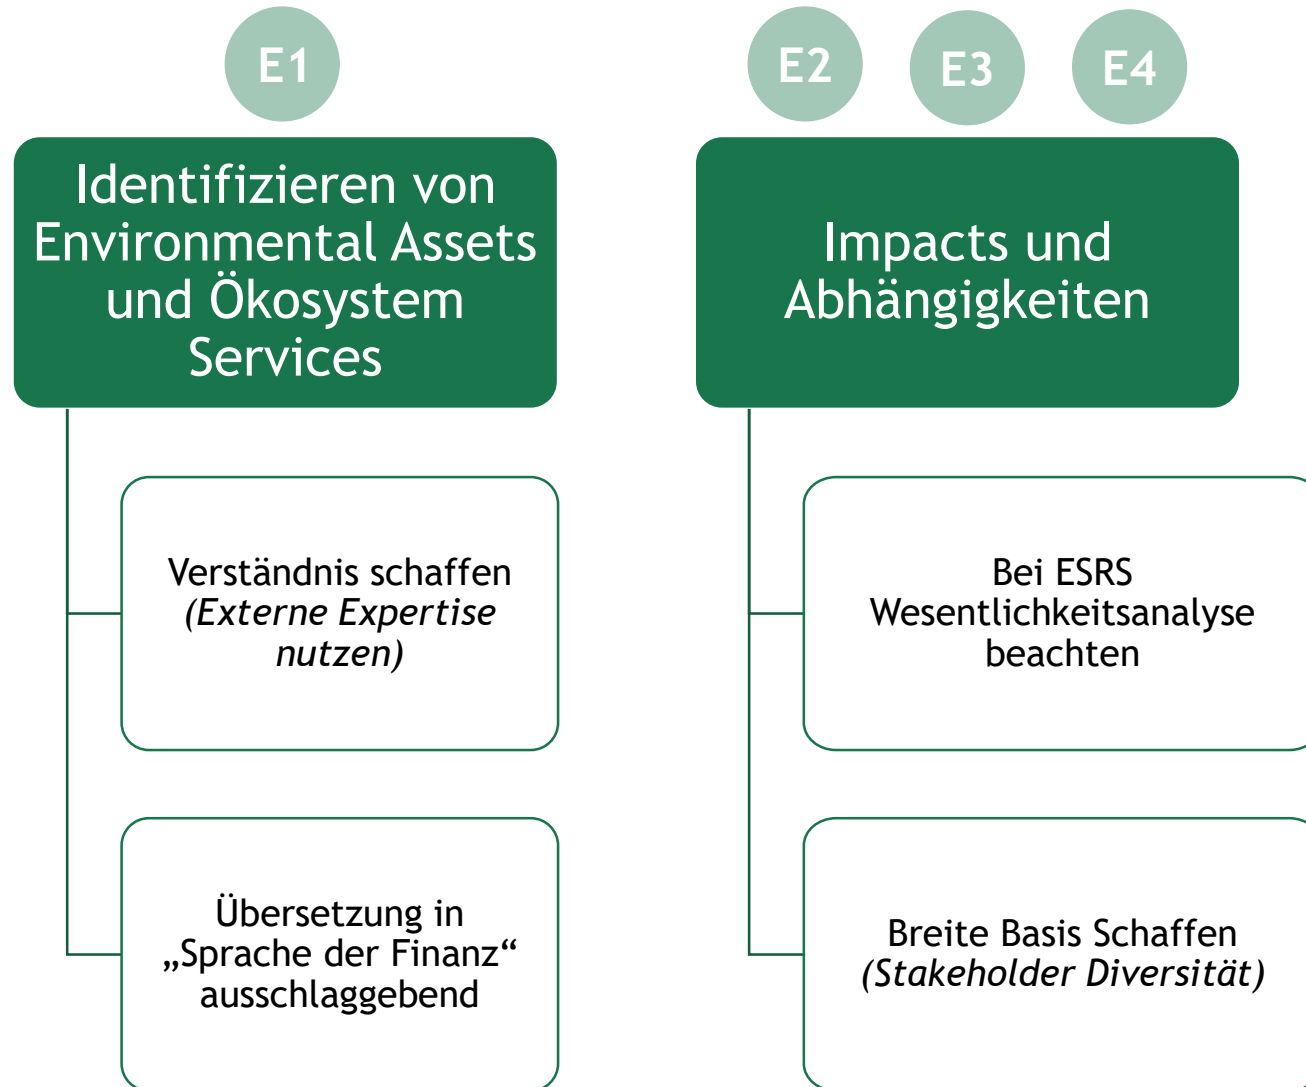 E1
Identifizieren von
Environmental Assets
und Ökosystem
Services
Verständnis schaffen
(Externe Expertise
nutzen)
Übersetzung in
„Sprache der Finanz“
ausschlaggebend
E2
E3
E4
Impacts und
Abhängigkeiten
Bei ESRS
Wesentlichkeitsanalyse
beachten
Breite Basis Schaffen
(Stakeholder Diversität)